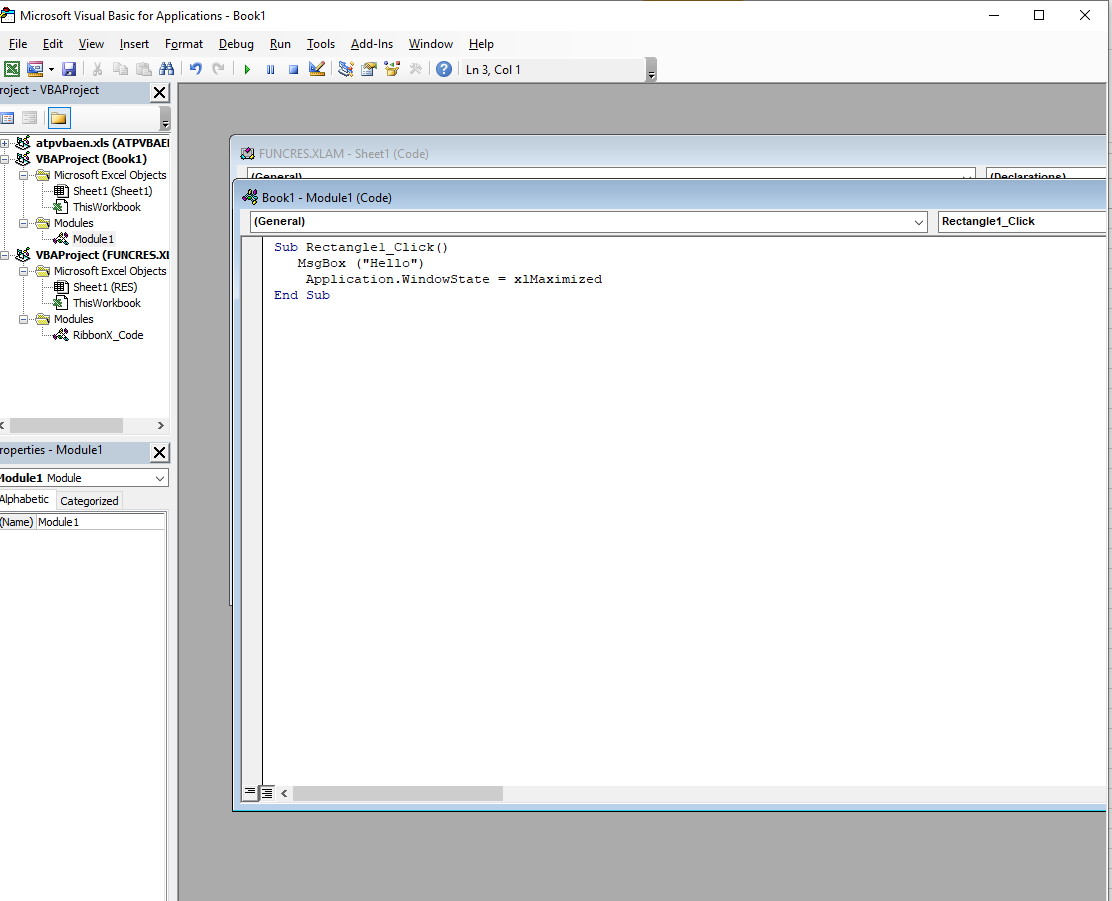 Microsoft Visual Basic for Applications - Book1
File Edit View Insert Format Debug Run Tools Add-Ins Window Help
Ln 3, Col 1
roject - VBAProject
atpvbaen.xls (ATPVBAEI
VBAProject (Book1)
Microsoft Excel Objects
Sheet1 (Sheet1)
ThisWorkbook
Modules
Module1
VBAProject (FUNCRES.XL
Microsoft Excel Objects
Sheet1 (RES)
ThisWorkbook
Modules
RibbonX_Code
roperties - Module1
Module1 Module
Alphabetic Categorized
(Name) Module1
FUNCRES.XLAM - Sheet1 (Code)
(General) (Declarations)
Book1 - Module1 (Code)
(General) Rectangle1_Click
Sub Rectangle1_Click()
MsgBox ("Hello")
Application.WindowState = xlMaximized
End Sub